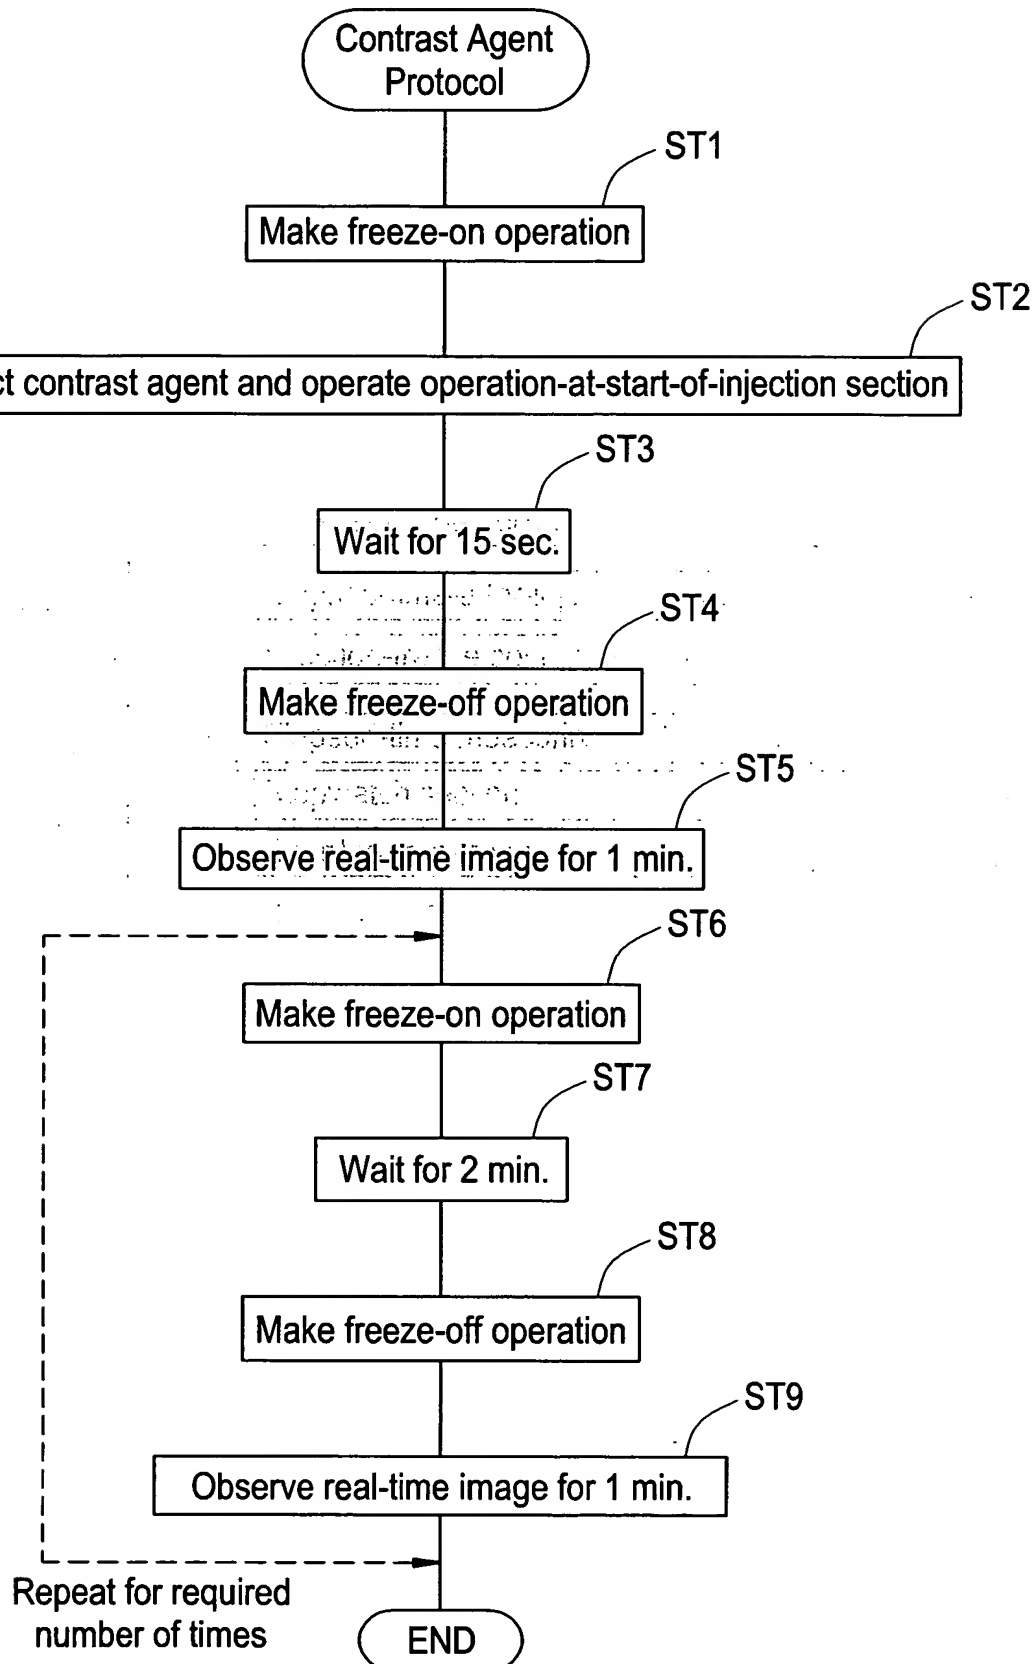 Contrast Agent
Protocol
ST1
Make freeze-on operation
ST2
contrast agent and operate operation-at-start-of-injection section
ST3
Wait for 15 sec.
ST4
Make freeze-off operation
ST5
Observe real-time image for 1 min.
ST6
Make freeze-on operation
ST7
Wait for 2 min.
ST8
Make freeze-off operation
ST9
Observe real-time image for 1 min.
Repeat for required
number of times
END